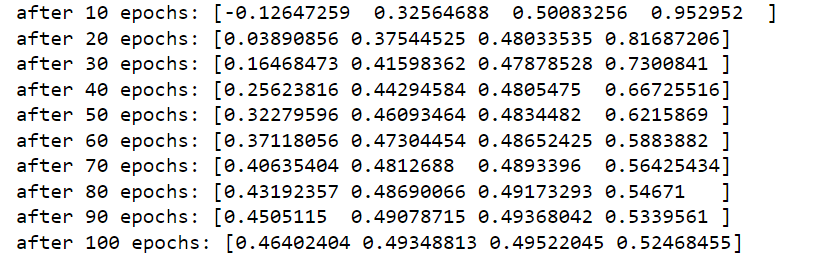 after 10 epochs: [-0.12647259  0.32564688  0.50083256  0.952952  ]
after 20 epochs: [0.03890856 0.37544525 0.48033535 0.81687206]
after 30 epochs: [0.16468473 0.41598362 0.47878528 0.7300841 ]
after 40 epochs: [0.25623816 0.44294584 0.4805475  0.66725516]
after 50 epochs: [0.32279596 0.46093464 0.4834482  0.6215869 ]
after 60 epochs: [0.37118056 0.47304454 0.48652425 0.5883882 ]
after 70 epochs: [0.40635404 0.4812688  0.4893396  0.56425434]
after 80 epochs: [0.43192357 0.48690066 0.49173293 0.54671   ]
after 90 epochs: [0.4505115  0.49078715 0.49368042 0.5339561 ]
after 100 epochs: [0.46402404 0.49348813 0.49522045 0.52468455]